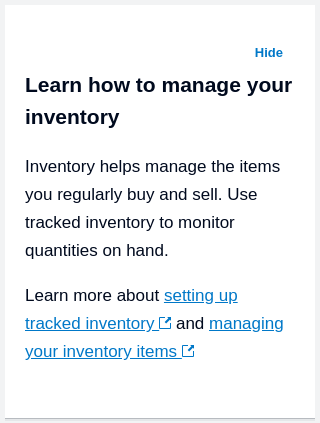 Hide
Learn how to manage your
inventory
Inventory helps manage the items
you regularly buy and sell. Use
tracked inventory to monitor
quantities on hand.
Learn more about setting up
tracked inventory and managing
your inventory items